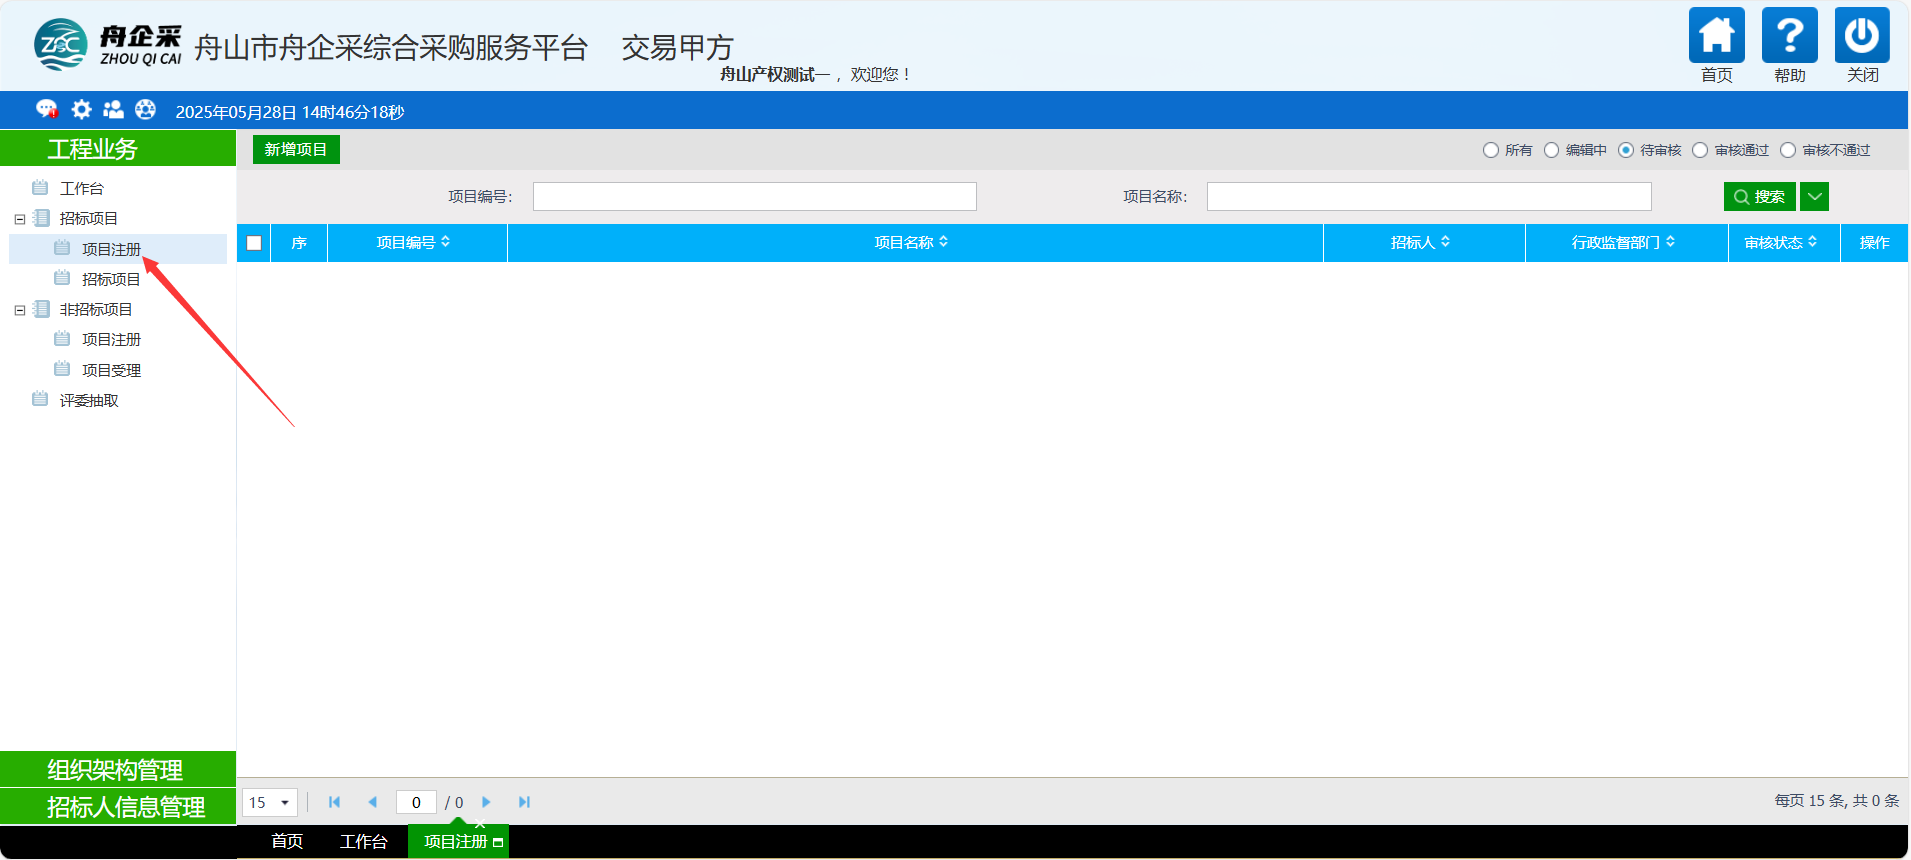 舟企采
ZHOU QI CAI
舟山市舟企采综合采购服务平台 交易甲方
舟山产权测试一，欢迎您！
首页 帮助 关闭
2025年05月28日 14时46分18秒
工程业务
工作台
招标项目
项目注册
招标项目
非招标项目
项目注册
项目受理
评委抽取
新增项目
所有 编辑中 待审核 审核通过 审核不通过
项目编号： 项目名称： 搜索
序 项目编号 项目名称 招标人 行政监督部门 审核状态 操作
组织架构管理
招标人信息管理
15 0 / 0
每页 15 条, 共 0 条
首页 工作台 项目注册